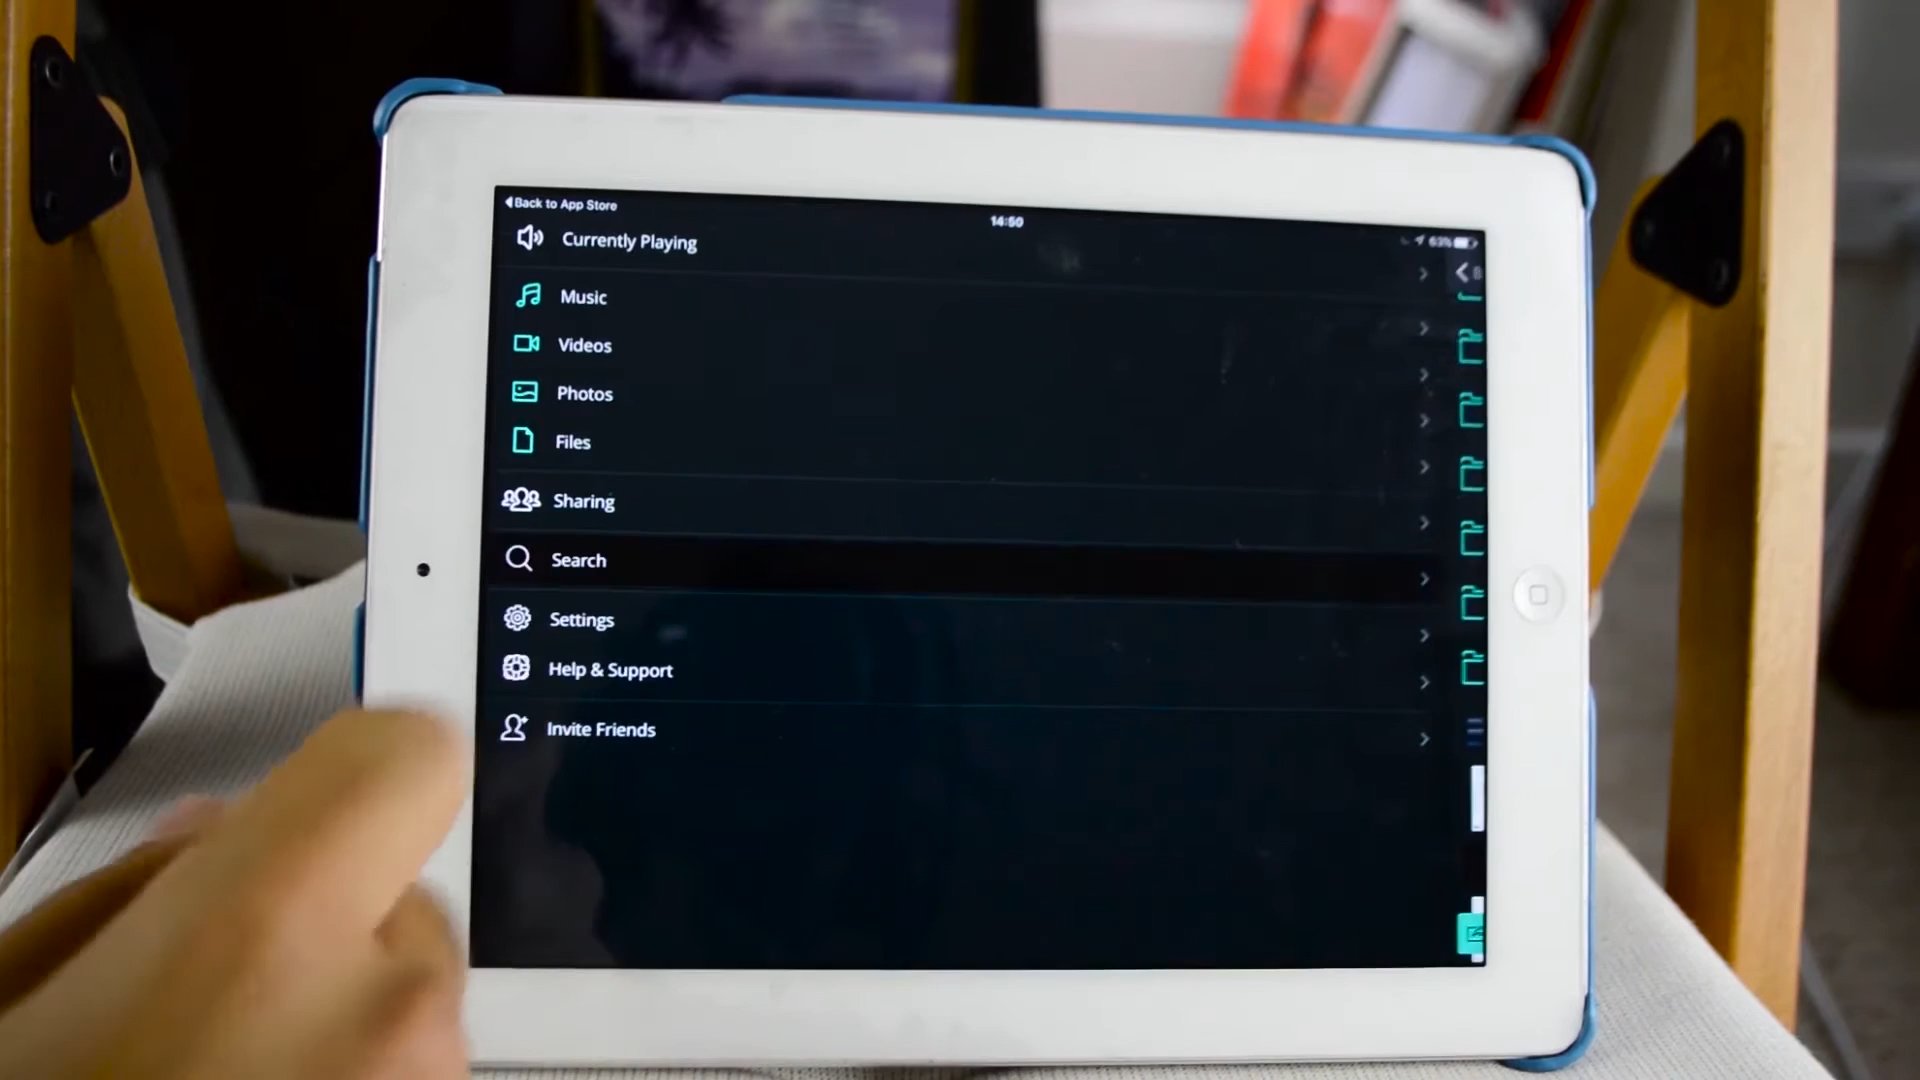 Back to App Store
14:50
63%
Currently Playing
Music
Videos
Photos
Files
Sharing
Search
Settings
Help & Support
Invite Friends